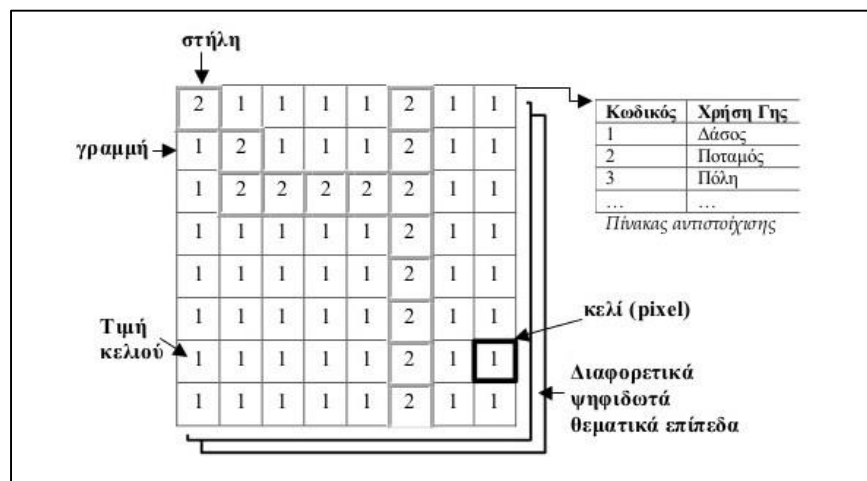 στήλη
2 1 1 1 1 2 1 1
γραμμή
1 2 1 1 1 2 1 1
1 2 2 2 2 2 1 1
1 1 1 1 1 2 1 1
1 1 1 1 1 2 1 1
1 1 1 1 1 2 1 1
Τιμή
κελιού
1 1 1 1 1 2 1 1
1 1 1 1 1 2 1 1
Κωδικός Χρήση Γης
1 Δάσος
2 Ποταμός
3 Πόλη
… …
Πίνακας αντιστοίχισης
κελί (pixel)
Διαφορετικά
ψηφιδωτά
θεματικά επίπεδα